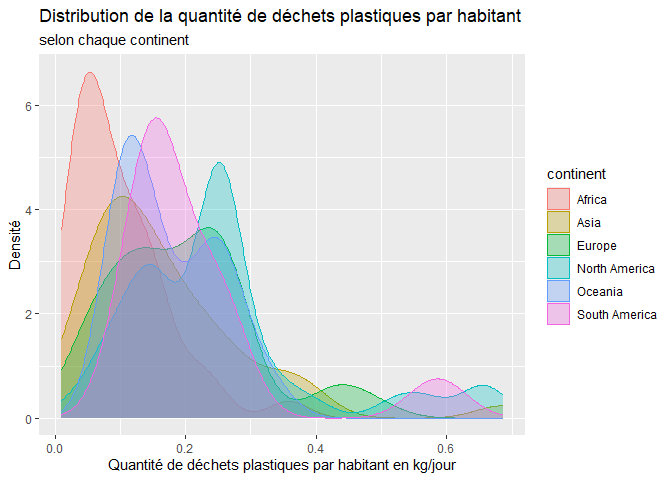 Distribution de la quantité de déchets plastiques par habitant
selon chaque continent
Densité
6
4
2
0
0.0
0.2
0.4
0.6
Quantité de déchets plastiques par habitant en kg/jour
continent
Africa
Asia
Europe
North America
Oceania
South America